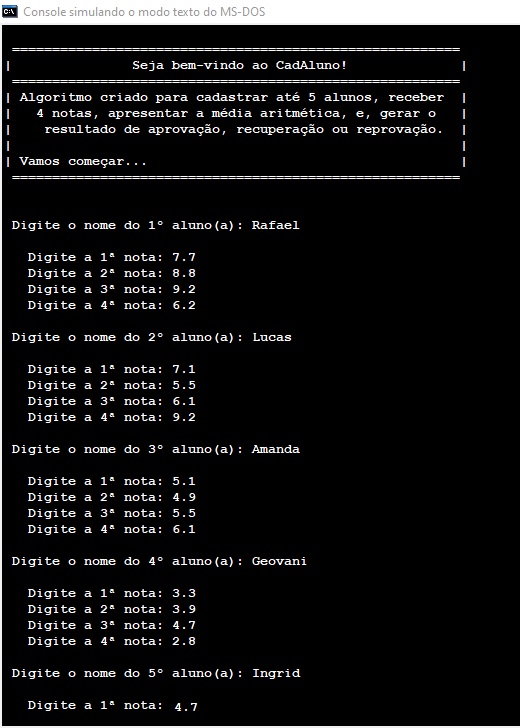 Console simulando o modo texto do MS-DOS
========================================================
| Seja bem-vindo ao CadAluno! |
========================================================
| Algoritmo criado para cadastrar até 5 alunos, receber |
| 4 notas, apresentar a média aritmética, e, gerar o |
| resultado de aprovação, recuperação ou reprovação. |
| |
| Vamos começar... |
========================================================
Digite o nome do 1º aluno(a): Rafael
Digite a 1ª nota: 7.7
Digite a 2ª nota: 8.8
Digite a 3ª nota: 9.2
Digite a 4ª nota: 6.2
Digite o nome do 2º aluno(a): Lucas
Digite a 1ª nota: 7.1
Digite a 2ª nota: 5.5
Digite a 3ª nota: 6.1
Digite a 4ª nota: 9.2
Digite o nome do 3º aluno(a): Amanda
Digite a 1ª nota: 5.1
Digite a 2ª nota: 4.9
Digite a 3ª nota: 5.5
Digite a 4ª nota: 6.1
Digite o nome do 4º aluno(a): Geovani
Digite a 1ª nota: 3.3
Digite a 2ª nota: 3.9
Digite a 3ª nota: 4.7
Digite a 4ª nota: 2.8
Digite o nome do 5º aluno(a): Ingrid
Digite a 1ª nota: 4.7